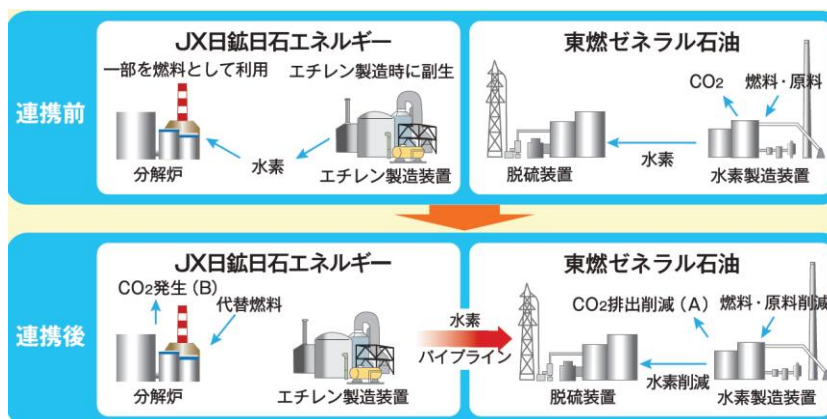 連携前
JX日鉱日石エネルギー
一部を燃料として利用
エチレン製造時に副生
水素
分解炉
エチレン製造装置
東燃ゼネラル石油
CO2
燃料・原料
水素
脱硫装置
水素製造装置
連携後
JX日鉱日石エネルギー
CO2発生(B)
代替燃料
分解炉
エチレン製造装置
水素
パイプライン
東燃ゼネラル石油
CO2排出削減(A)
燃料・原料削減
水素削減
脱硫装置
水素製造装置